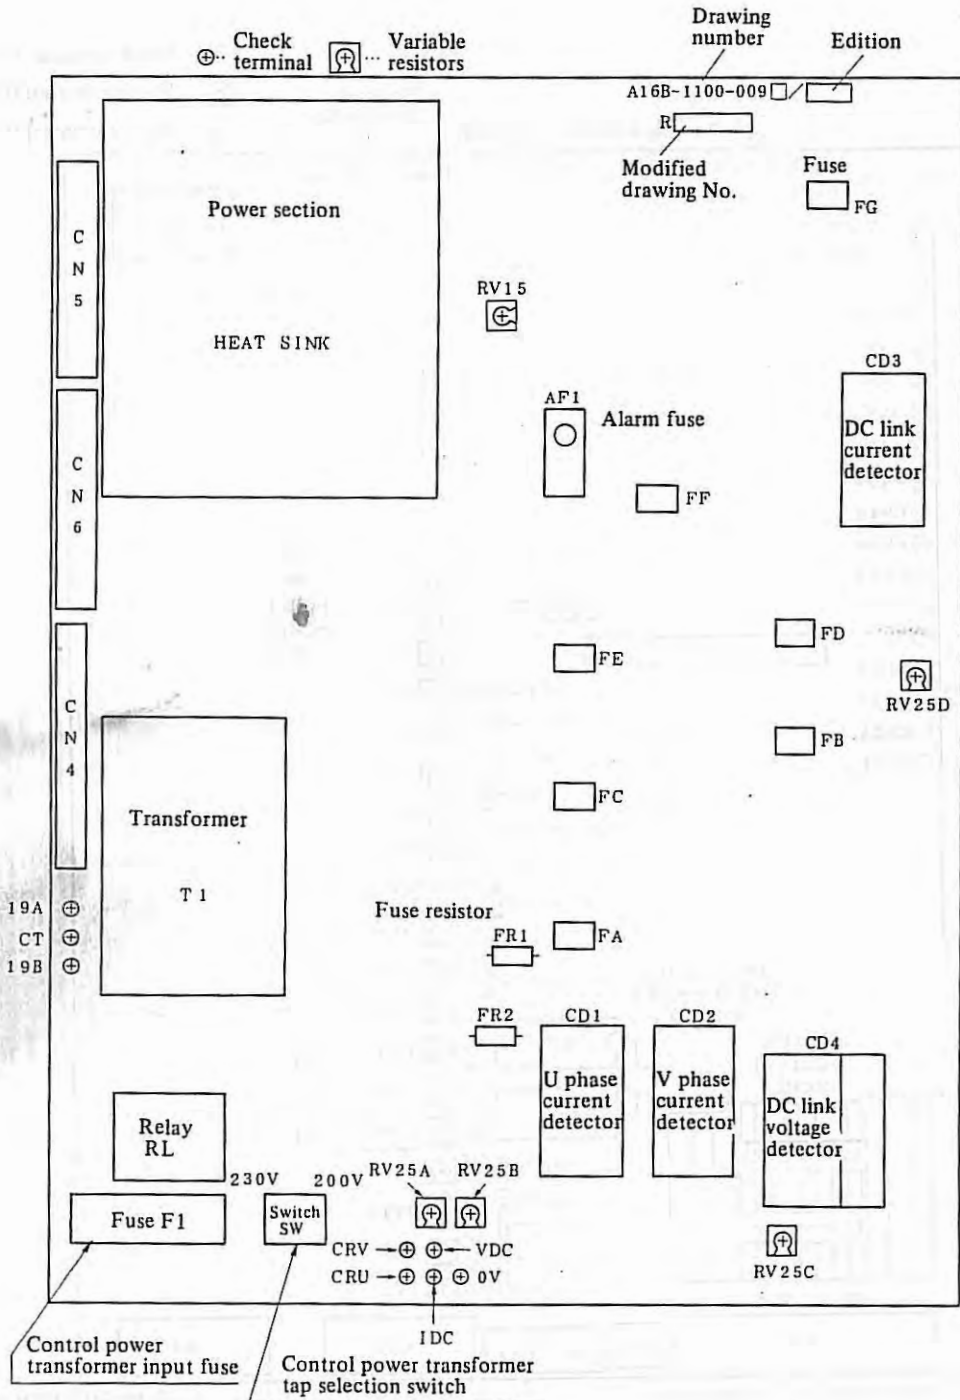 Drawing
number
Edition
Check
terminal
Variable
resistors
A16B-1100-009
R
Modified
drawing No.
Fuse
FG
C
N
5
Power section
HEAT SINK
RV15
CD3
DC link
current
detector
AF1
Alarm fuse
FF
C
N
6
FD
FE
RV25D
FB
C
N
4
FC
Transformer
T1
19A
CT
19B
Fuse resistor
FR1
FA
FR2
CD1
U phase
current
detector
CD2
V phase
current
detector
CD4
DC link
voltage
detector
Relay
RL
230V
200V
RV25A
RV25B
Fuse F1
Switch
SW
CRV
VDC
CRU
0V
RV25C
IDC
Control power
transformer input fuse
Control power transformer
tap selection switch